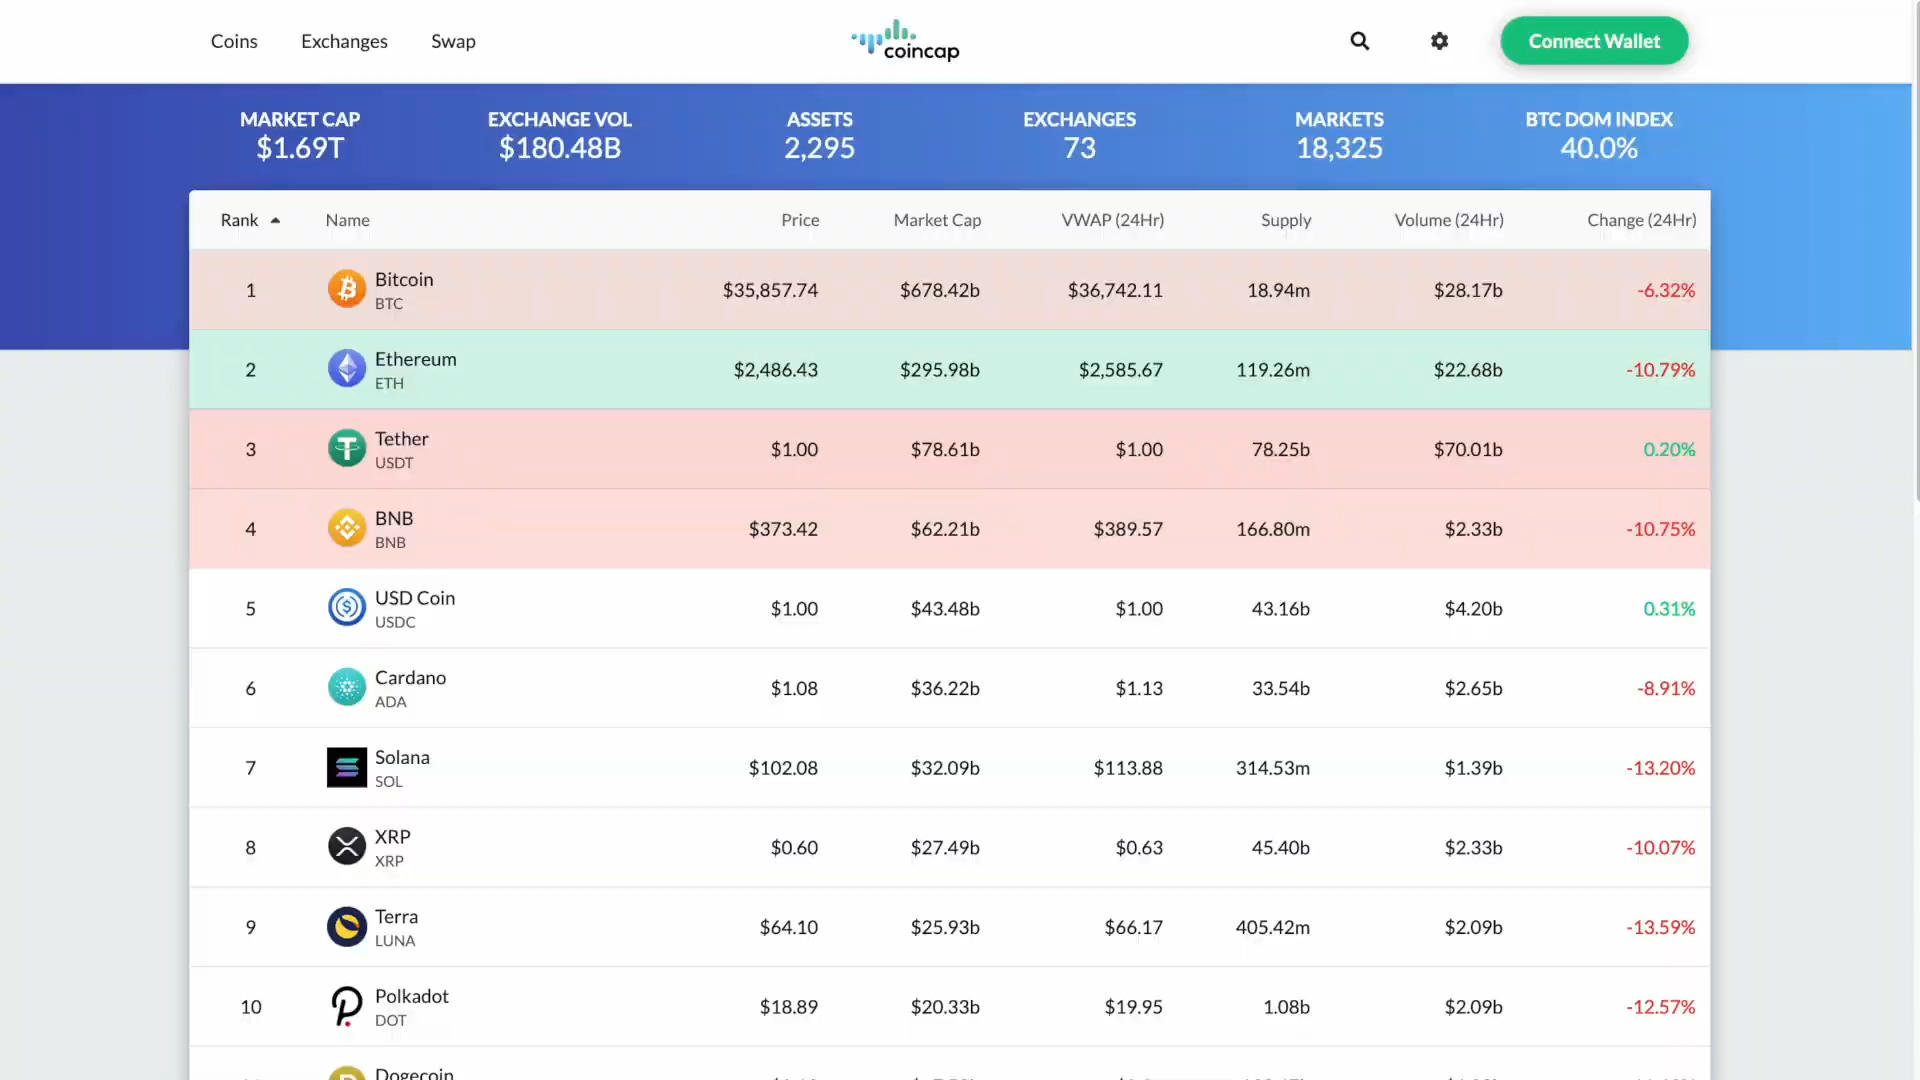 Coins Exchanges Swap coincap Connect Wallet
MARKET CAP EXCHANGE VOL ASSETS EXCHANGES MARKETS BTC DOM INDEX
$1.69T $180.48B 2,295 73 18,325 40.0%
Rank Name Price Market Cap VWAP (24Hr) Supply Volume (24Hr) Change (24Hr)
1 Bitcoin $35,857.74 $678.42b $36,742.11 18.94m $28.17b -6.32%
BTC
2 Ethereum $2,486.43 $295.98b $2,585.67 119.26m $22.68b -10.79%
ETH
3 Tether $1.00 $78.61b $1.00 78.25b $70.01b 0.20%
USDT
4 BNB $373.42 $62.21b $389.57 166.80m $2.33b -10.75%
BNB
5 USD Coin $1.00 $43.48b $1.00 43.16b $4.20b 0.31%
USDC
6 Cardano $1.08 $36.22b $1.13 33.54b $2.65b -8.91%
ADA
7 Solana $102.08 $32.09b $113.88 314.53m $1.39b -13.20%
SOL
8 XRP $0.60 $27.49b $0.63 45.40b $2.33b -10.07%
XRP
9 Terra $64.10 $25.93b $66.17 405.42m $2.09b -13.59%
LUNA
10 Polkadot $18.89 $20.33b $19.95 1.08b $2.09b -12.57%
DOT
Dogecoin